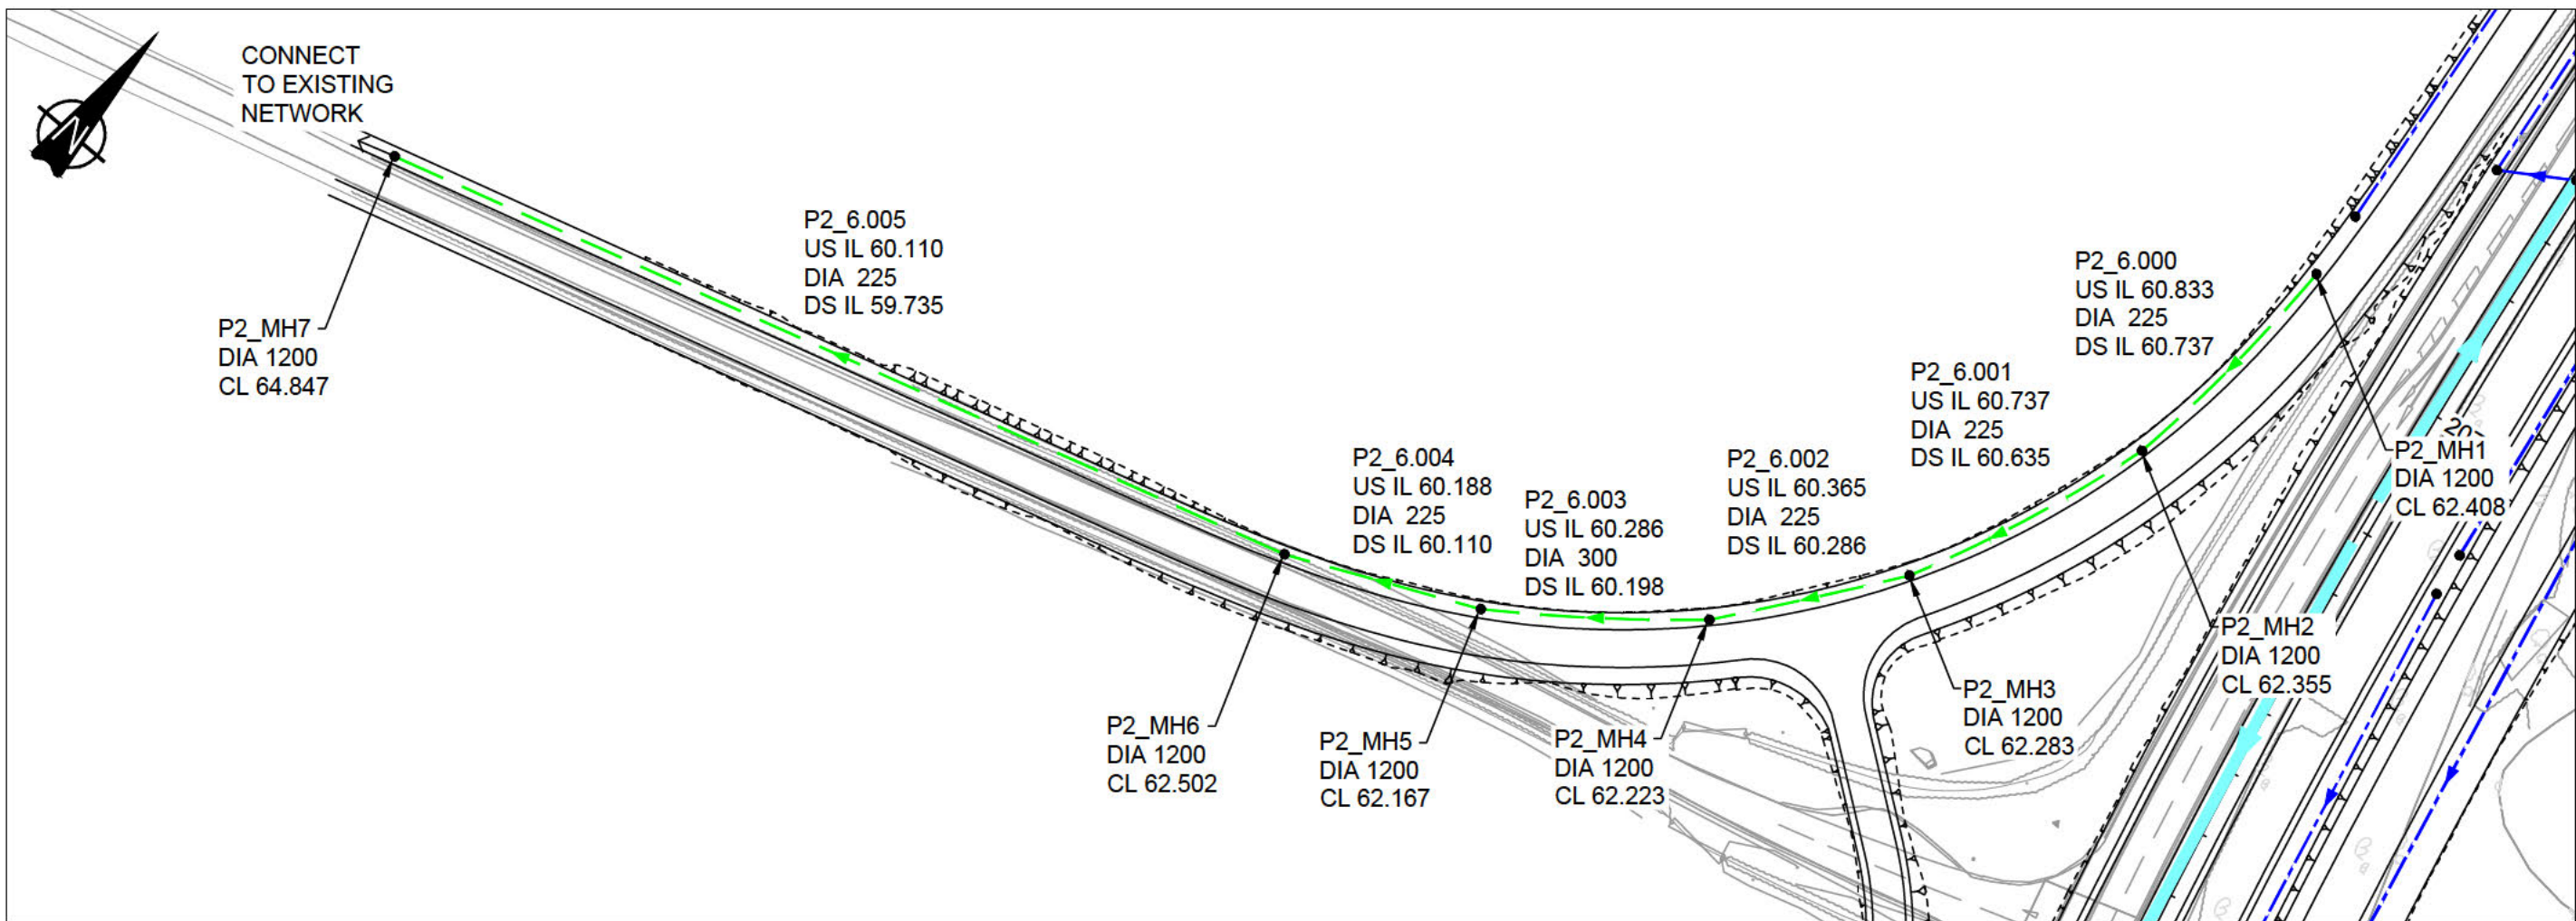 CONNECT
TO EXISTING
NETWORK
N
P2_MH7
DIA 1200
CL 64.847
P2_6.005
US IL 60.110
DIA 225
DS IL 59.735
P2_6.004
US IL 60.188
DIA 225
DS IL 60.110
P2_6.003
US IL 60.286
DIA 300
DS IL 60.198
P2_6.002
US IL 60.365
DIA 225
DS IL 60.286
P2_6.001
US IL 60.737
DIA 225
DS IL 60.635
P2_6.000
US IL 60.833
DIA 225
DS IL 60.737
P2_MH6
DIA 1200
CL 62.502
P2_MH5
DIA 1200
CL 62.167
P2_MH4
DIA 1200
CL 62.223
P2_MH3
DIA 1200
CL 62.283
P2_MH2
DIA 1200
CL 62.355
P2_MH1
DIA 1200
CL 62.408